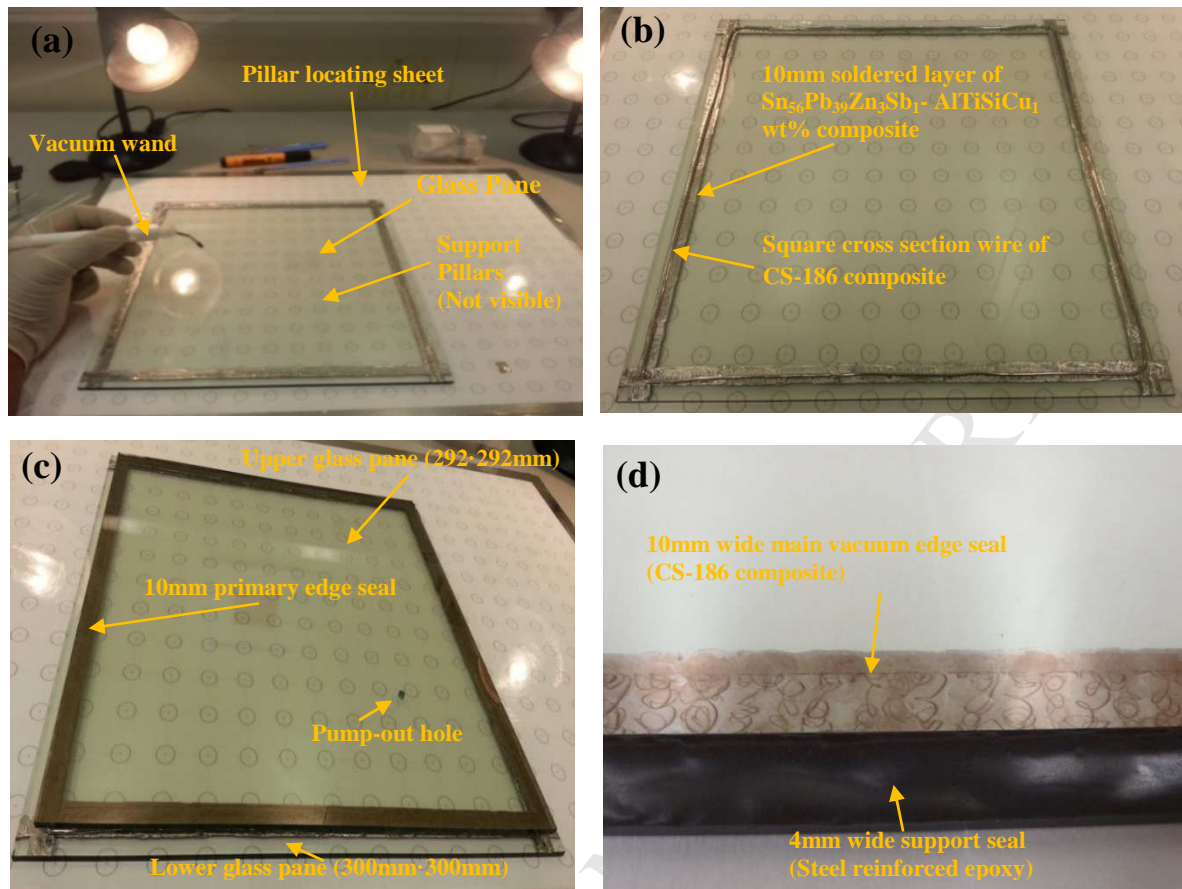 (a)
Pillar locating sheet
Vacuum wand
Glass Pane
Support
Pillars
(Not visible)
(b)
10mm soldered layer of
Sn₅₆Pb₃₉Zn₃Sb₁- AlTiSiCu₁
wt% composite
Square cross section wire of
CS-186 composite
(c)
Upper glass pane (292·292mm)
10mm primary edge seal
Pump-out hole
Lower glass pane (300mm·300mm)
(d)
10mm wide main vacuum edge seal
(CS-186 composite)
4mm wide support seal
(Steel reinforced epoxy)